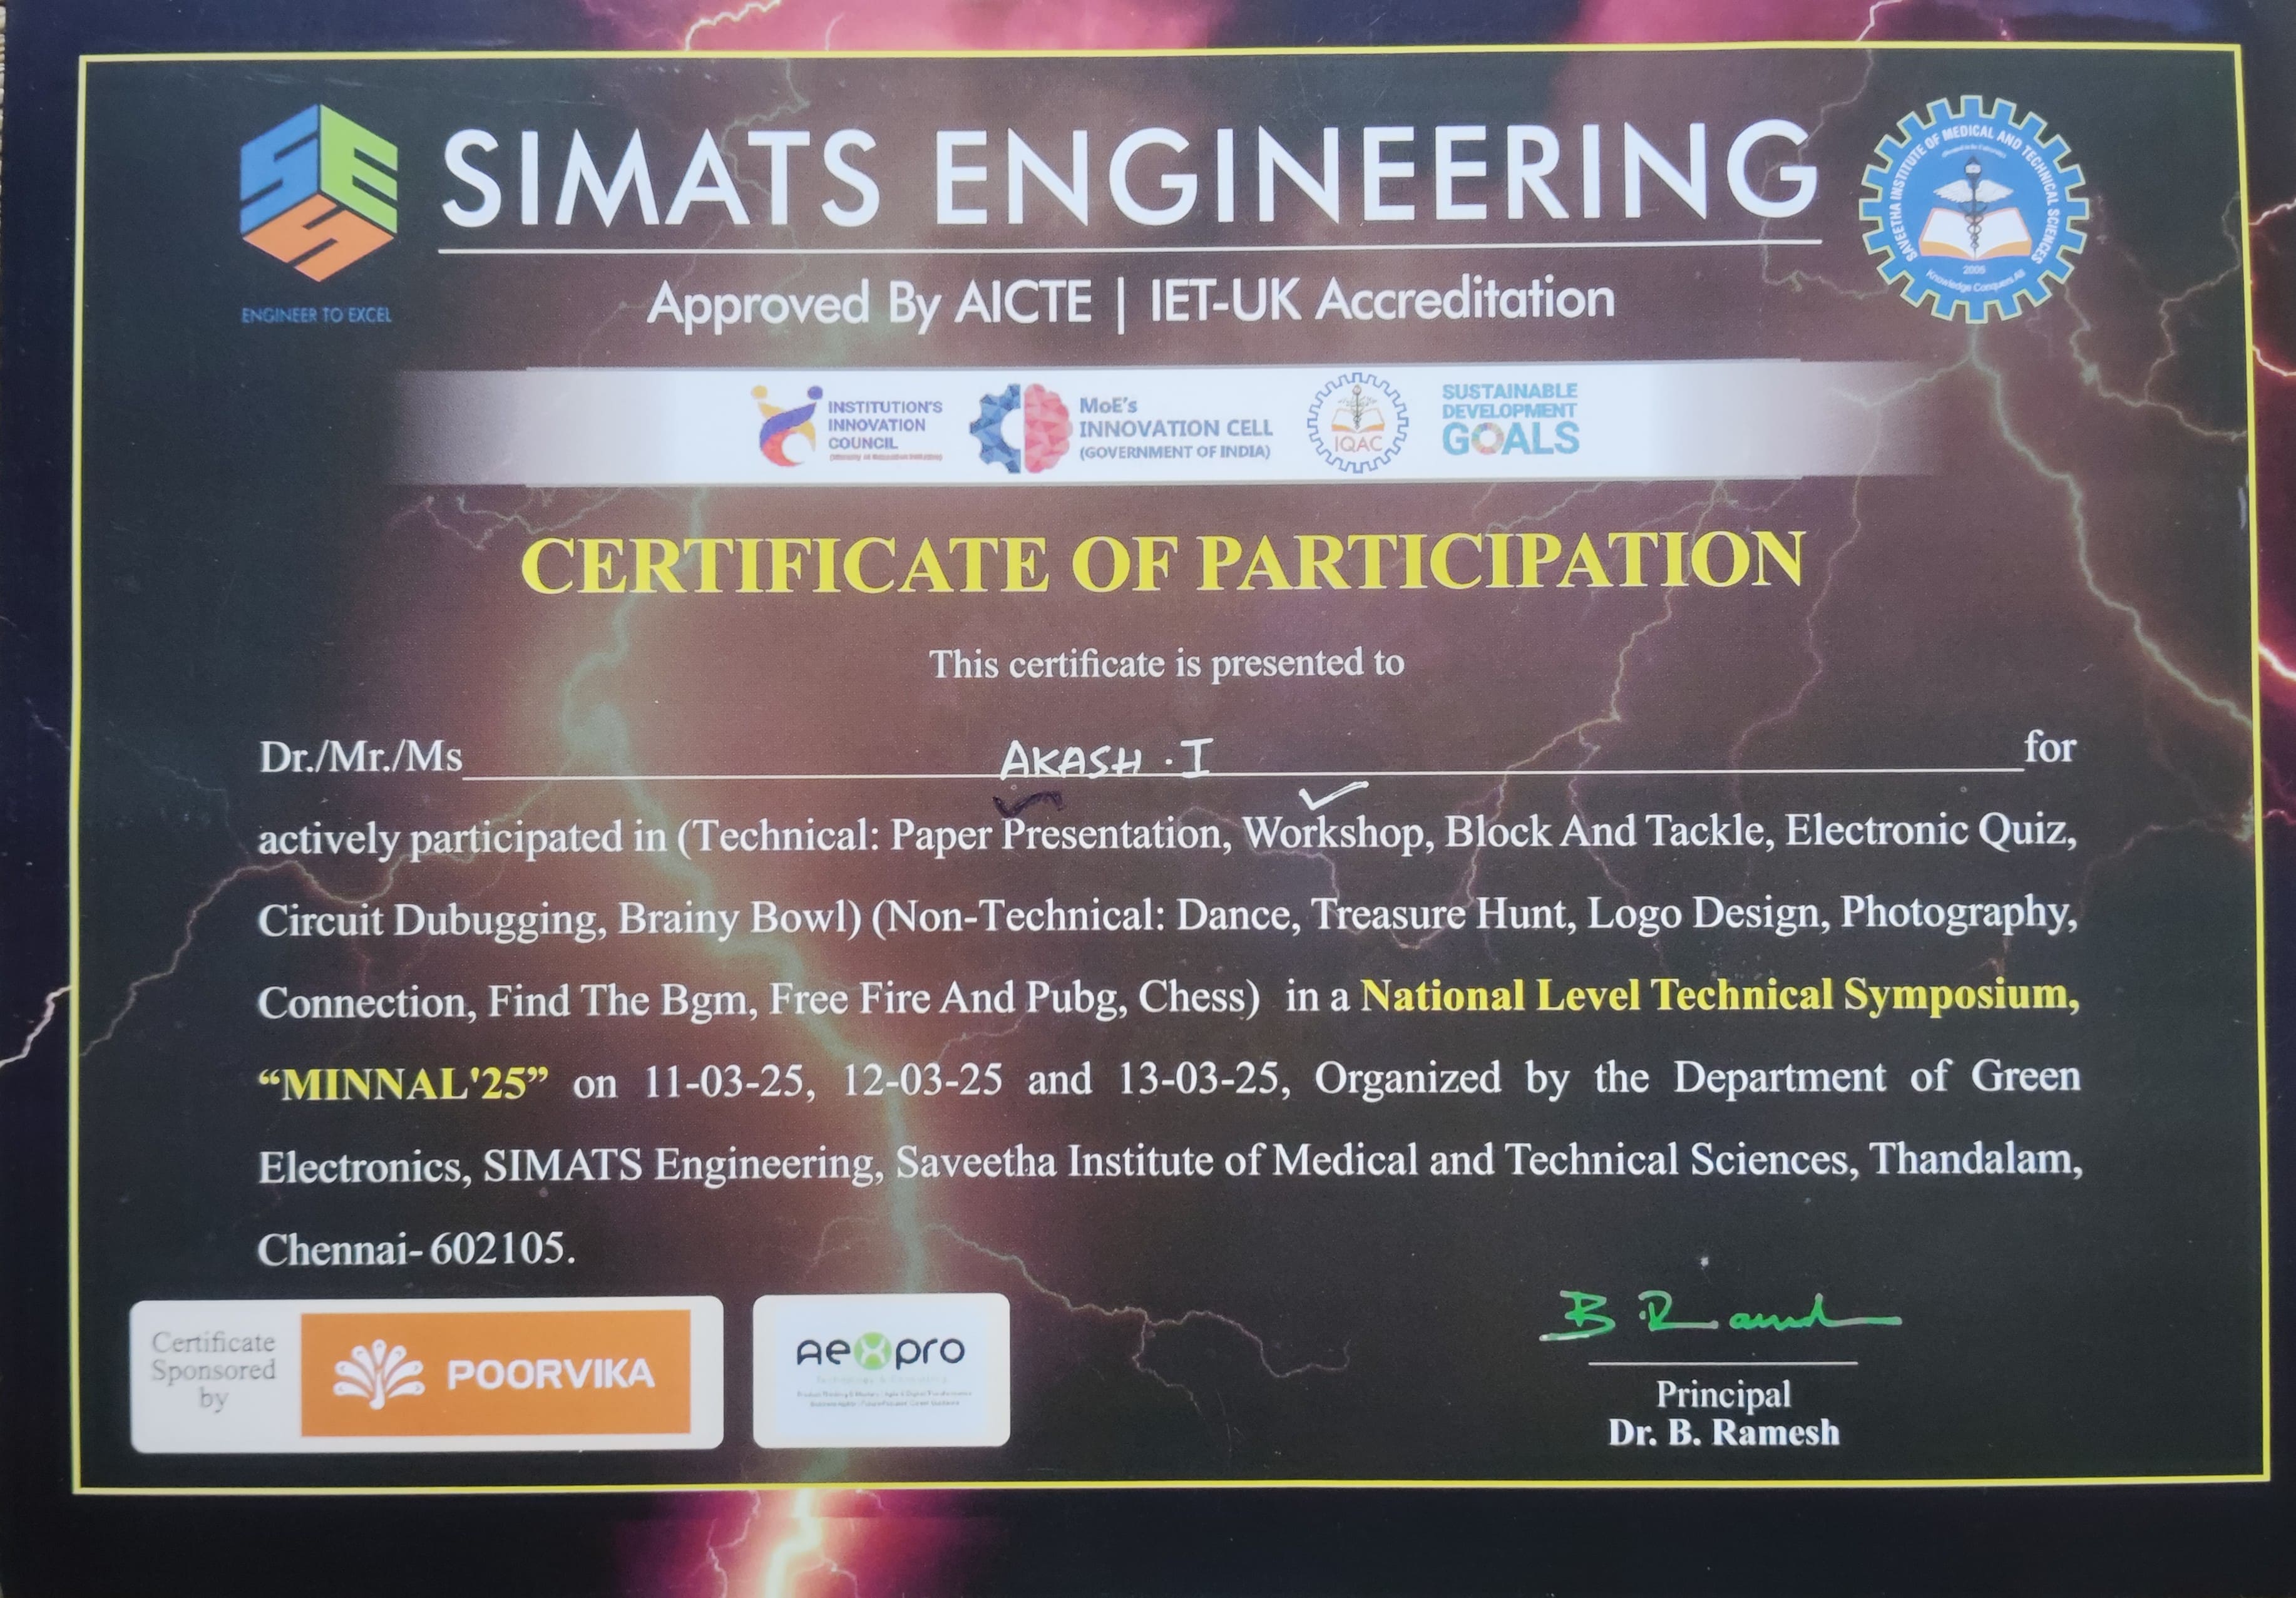 SES
ENGINEER TO EXCEL
SIMATS ENGINEERING
Approved By AICTE | IET-UK Accreditation
SAVEETHA INSTITUTE OF MEDICAL AND TECHNICAL SCIENCES
2005
Knowledge Conquers All
INSTITUTION'S
INNOVATION
COUNCIL
MoE's
INNOVATION CELL
(GOVERNMENT OF INDIA)
IQAC
SUSTAINABLE
DEVELOPMENT
GOALS
CERTIFICATE OF PARTICIPATION
This certificate is presented to
Dr./Mr./Ms AKASH . I for
actively participated in (Technical: Paper Presentation, Workshop, Block And Tackle, Electronic Quiz,
Circuit Dubugging, Brainy Bowl) (Non-Technical: Dance, Treasure Hunt, Logo Design, Photography,
Connection, Find The Bgm, Free Fire And Pubg, Chess) in a National Level Technical Symposium,
“MINNAL'25” on 11-03-25, 12-03-25 and 13-03-25, Organized by the Department of Green
Electronics, SIMATS Engineering, Saveetha Institute of Medical and Technical Sciences, Thandalam,
Chennai- 602105.
Certificate
Sponsored
by
POORVIKA
aexpro
B Ramesh
Principal
Dr. B. Ramesh